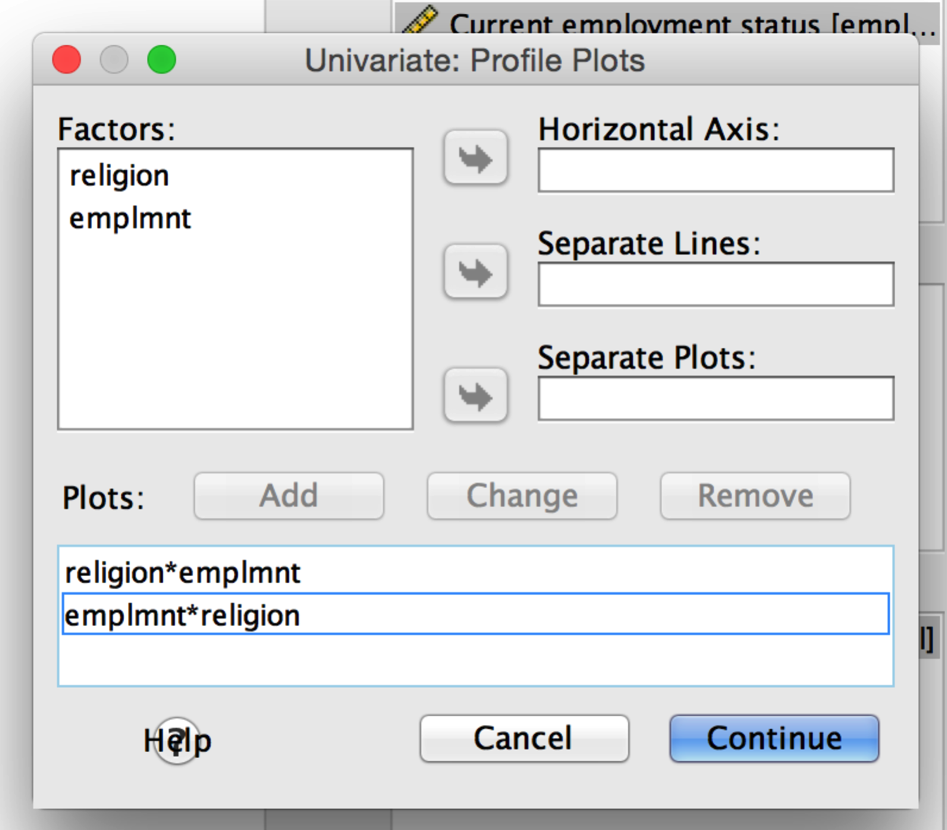 Current employment status [empl...
Univariate: Profile Plots
Factors:
religion
emplmnt
Horizontal Axis:
Separate Lines:
Separate Plots:
Plots:
Add
Change
Remove
religion*emplmnt
emplmnt*religion
l]
Help
?
Cancel
Continue